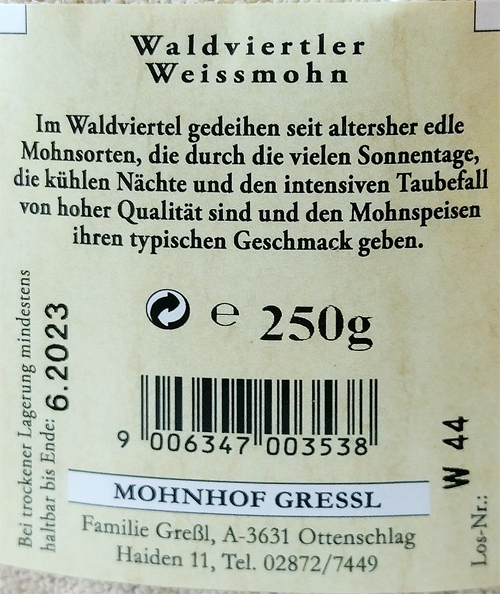 Waldviertler
Weissmohn
Im Waldviertel gedeihen seit altersher edle
Mohnsorten, die durch die vielen Sonnentage,
die kühlen Nächte und den intensiven Taubefall
von hoher Qualität sind und den Mohnspeisen
ihren typischen Geschmack geben.
Bei trockener Lagerung mindestens
haltbar bis Ende: 6.2023
℮ 250g
9 006347 003538
MOHNHOF GRESSL
Familie Greßl, A-3631 Ottenschlag
Haiden 11, Tel. 02872/7449
W 44
Los-Nr.: